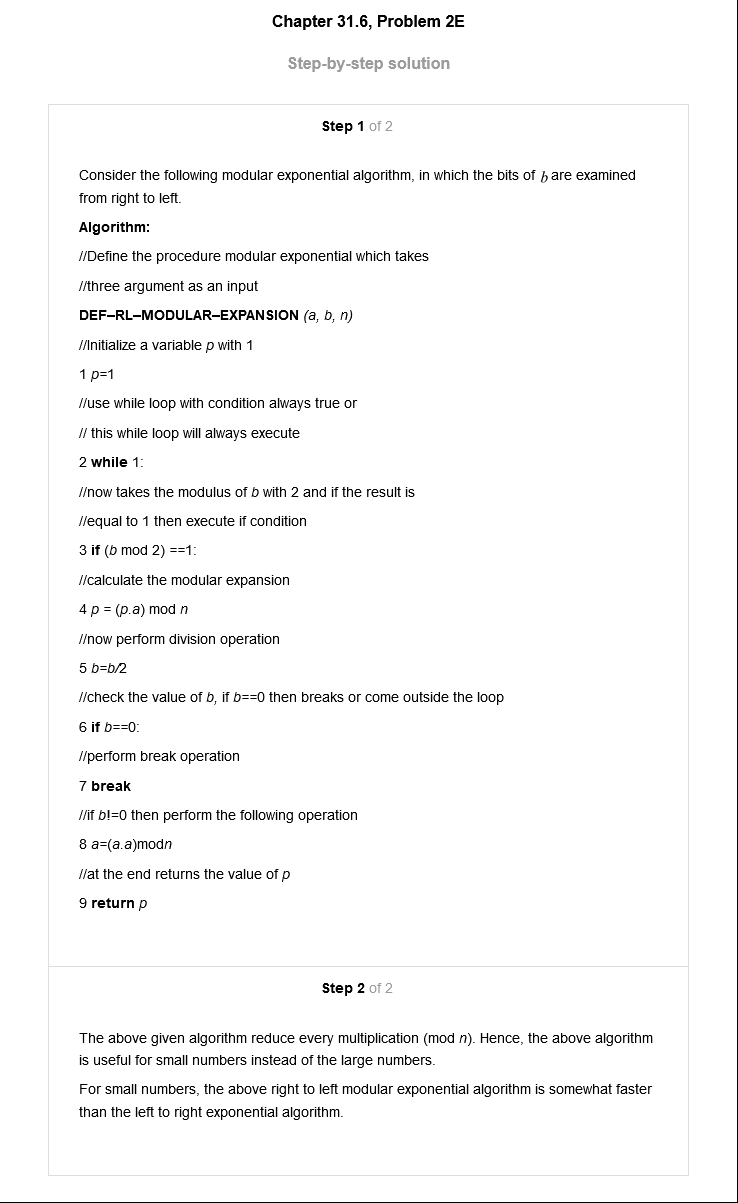 Chapter 31.6, Problem 2E
Step-by-step solution
Step 1 of 2
Consider the following modular exponential algorithm, in which the bits of b are examined
from right to left.
Algorithm:
//Define the procedure modular exponential which takes
//three argument as an input
DEF–RL–MODULAR–EXPANSION (a, b, n)
//Initialize a variable p with 1
1 p=1
//use while loop with condition always true or
// this while loop will always execute
2 while 1:
//now takes the modulus of b with 2 and if the result is
//equal to 1 then execute if condition
3 if (b mod 2) ==1:
//calculate the modular expansion
4 p = (p.a) mod n
//now perform division operation
5 b=b/2
//check the value of b, if b==0 then breaks or come outside the loop
6 if b==0:
//perform break operation
7 break
//if b!=0 then perform the following operation
8 a=(a.a)modn
//at the end returns the value of p
9 return p
Step 2 of 2
The above given algorithm reduce every multiplication (mod n). Hence, the above algorithm
is useful for small numbers instead of the large numbers.
For small numbers, the above right to left modular exponential algorithm is somewhat faster
than the left to right exponential algorithm.